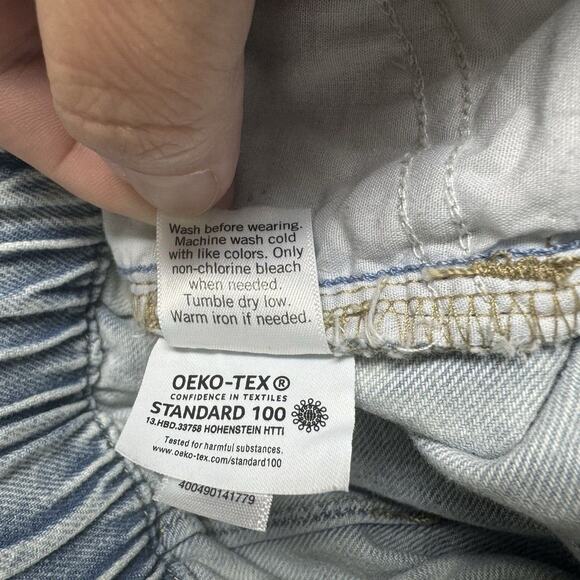 Wash before wearing.
Machine wash cold
with like colors. Only
non-chlorine bleach
when needed.
Tumble dry low.
Warm iron if needed.
OEKO-TEX®
CONFIDENCE IN TEXTILES
STANDARD 100
13.HBD.33758 HOHENSTEIN HTTI
Tested for harmful substances.
www.oeko-tex.com/standard100
400490141779